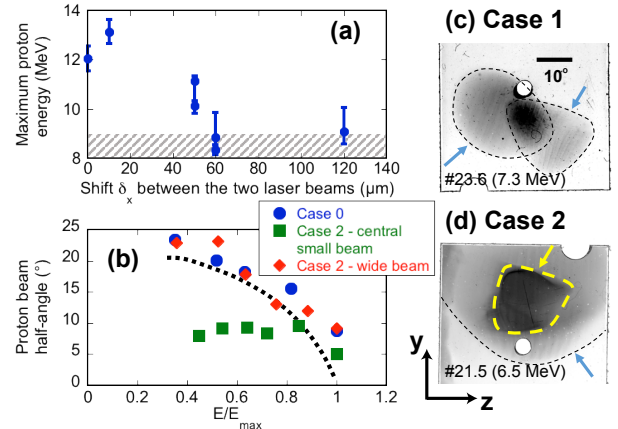 (a)
Maximum proton
energy (MeV)
14
12
10
8
0 20 40 60 80 100 120 140
Shift δx between the two laser beams (µm)
(c) Case 1
10°
#23.6 (7.3 MeV)
Case 0
Case 2 - central
small beam
Case 2 - wide beam
(b)
Proton beam
half-angle (°)
25
20
15
10
5
0
0 0.2 0.4 0.6 0.8 1
E/Emax
(d) Case 2
#21.5 (6.5 MeV)
y
z